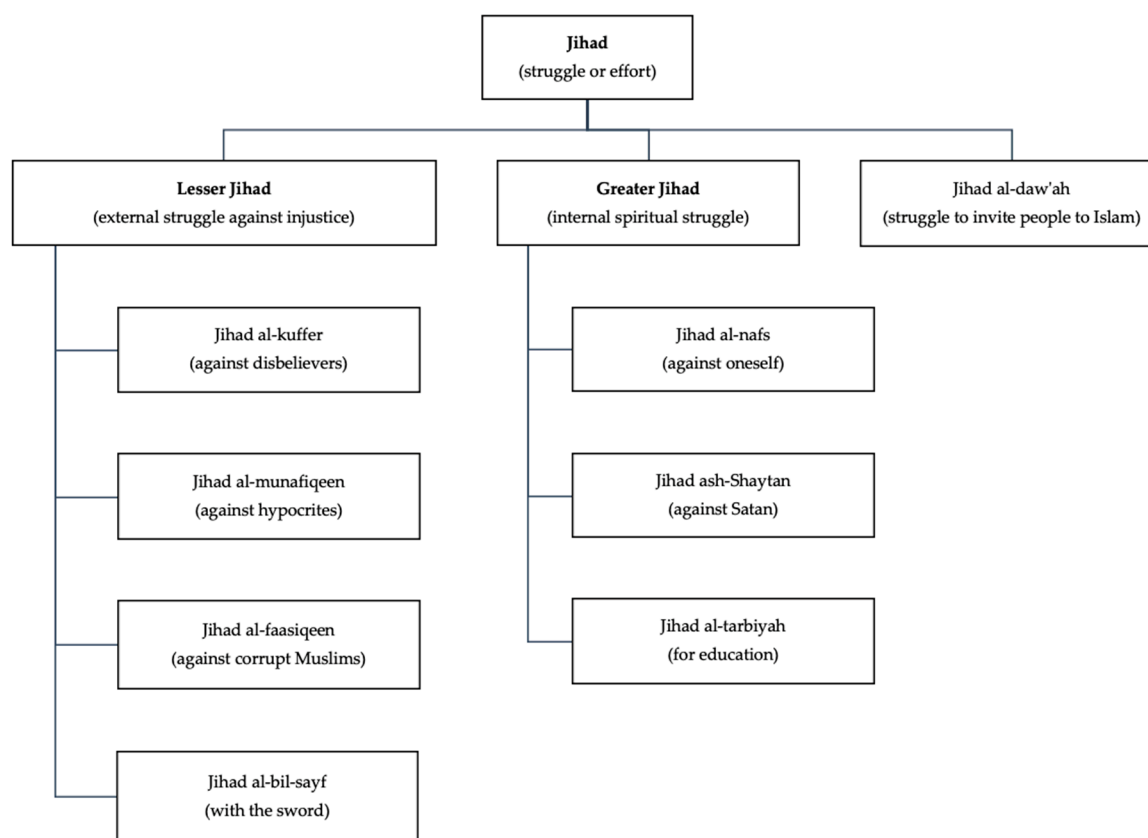 Jihad
(struggle or effort)
Lesser Jihad
(external struggle against injustice)
Greater Jihad
(internal spiritual struggle)
Jihad al-daw'ah
(struggle to invite people to Islam)
Jihad al-kuffer
(against disbelievers)
Jihad al-nafs
(against oneself)
Jihad al-munafiqeen
(against hypocrites)
Jihad ash-Shaytan
(against Satan)
Jihad al-faasiqeen
(against corrupt Muslims)
Jihad al-tarbiyah
(for education)
Jihad al-bil-sayf
(with the sword)